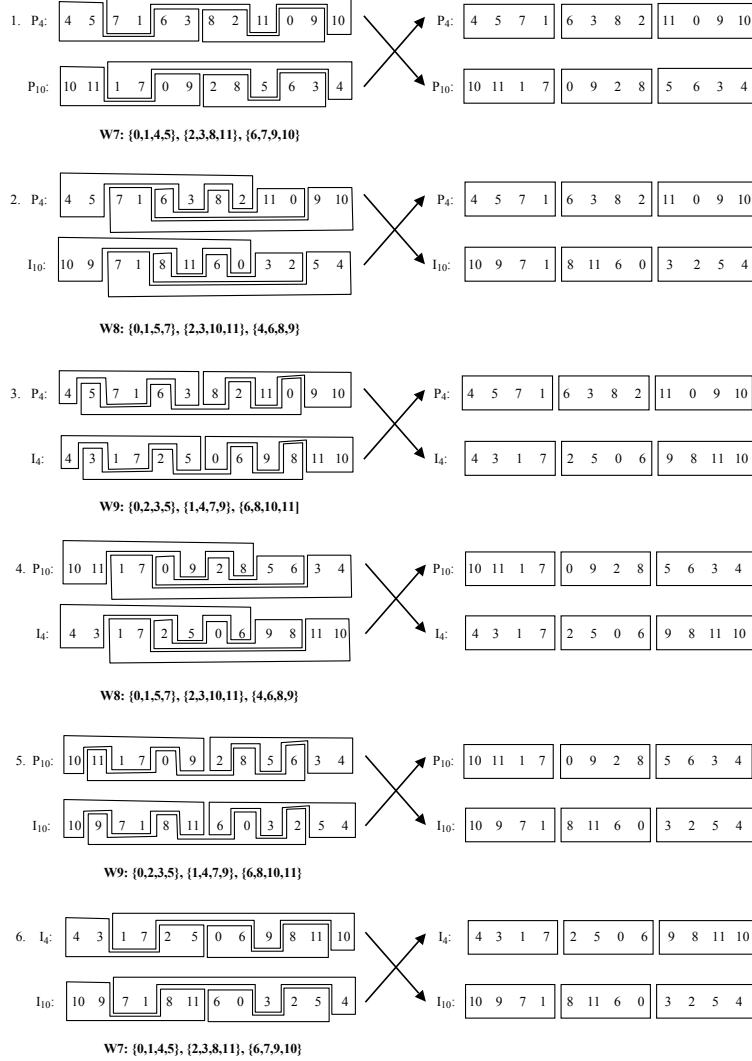 1. P4: 4 5 7 1 6 3 8 2 11 0 9 10 P4: 4 5 7 1 6 3 8 2 11 0 9 10
P10: 10 11 1 7 0 9 2 8 5 6 3 4 P10: 10 11 1 7 0 9 2 8 5 6 3 4
W7: {0,1,4,5}, {2,3,8,11}, {6,7,9,10}
2. P4: 4 5 7 1 6 3 8 2 11 0 9 10 P4: 4 5 7 1 6 3 8 2 11 0 9 10
I10: 10 9 7 1 8 11 6 0 3 2 5 4 I10: 10 9 7 1 8 11 6 0 3 2 5 4
W8: {0,1,5,7}, {2,3,10,11}, {4,6,8,9}
3. P4: 4 5 7 1 6 3 8 2 11 0 9 10 P4: 4 5 7 1 6 3 8 2 11 0 9 10
I4: 4 3 1 7 2 5 0 6 9 8 11 10 I4: 4 3 1 7 2 5 0 6 9 8 11 10
W9: {0,2,3,5}, {1,4,7,9}, {6,8,10,11]
4. P10: 10 11 1 7 0 9 2 8 5 6 3 4 P10: 10 11 1 7 0 9 2 8 5 6 3 4
I4: 4 3 1 7 2 5 0 6 9 8 11 10 I4: 4 3 1 7 2 5 0 6 9 8 11 10
W8: {0,1,5,7}, {2,3,10,11}, {4,6,8,9}
5. P10: 10 11 1 7 0 9 2 8 5 6 3 4 P10: 10 11 1 7 0 9 2 8 5 6 3 4
I10: 10 9 7 1 8 11 6 0 3 2 5 4 I10: 10 9 7 1 8 11 6 0 3 2 5 4
W9: {0,2,3,5}, {1,4,7,9}, {6,8,10,11}
6. I4: 4 3 1 7 2 5 0 6 9 8 11 10 I4: 4 3 1 7 2 5 0 6 9 8 11 10
I10: 10 9 7 1 8 11 6 0 3 2 5 4 I10: 10 9 7 1 8 11 6 0 3 2 5 4
W7: {0,1,4,5}, {2,3,8,11}, {6,7,9,10}